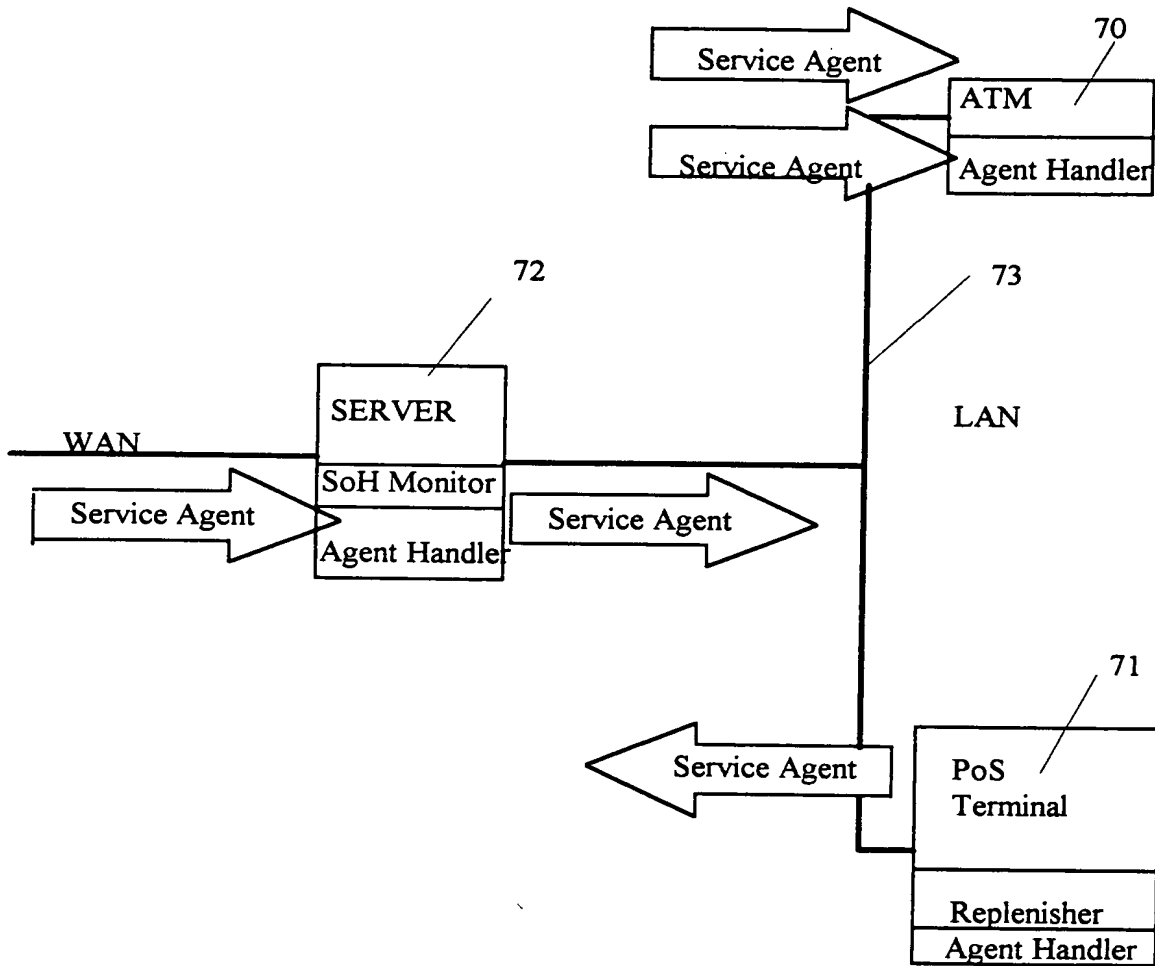 70
Service Agent
ATM
Service Agent
Agent Handler
72
73
SERVER
LAN
WAN
SoH Monitor
Service Agent
Service Agent
Agent Handler
71
Service Agent
PoS
Terminal
Replenisher
Agent Handler